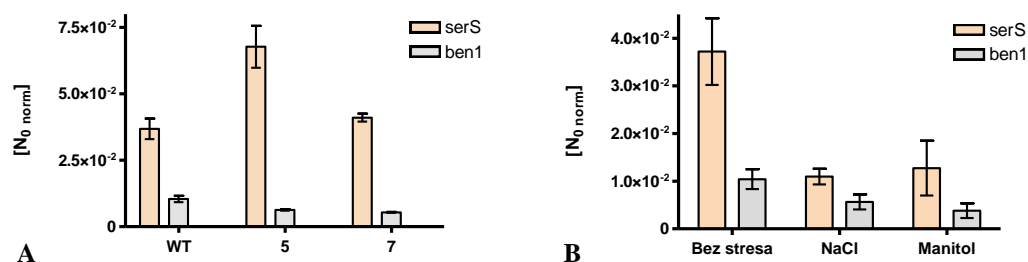 7.5×10⁻²
5.0×10⁻²
2.5×10⁻²
0
[N₀ norm]
serS
ben1
WT 5 7
A
4.0×10⁻²
3.0×10⁻²
2.0×10⁻²
1.0×10⁻²
0
[N₀ norm]
serS
ben1
Bez stresa NaCl Manitol
B